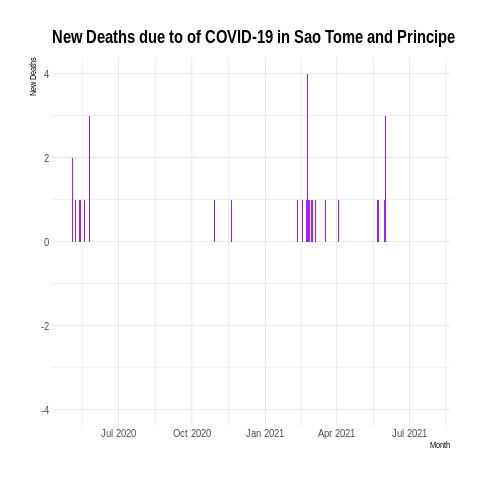 New Deaths due to of COVID-19 in Sao Tome and Principe
New Deaths
4
2
0
-2
-4
Jul 2020 Oct 2020 Jan 2021 Apr 2021 Jul 2021
Month